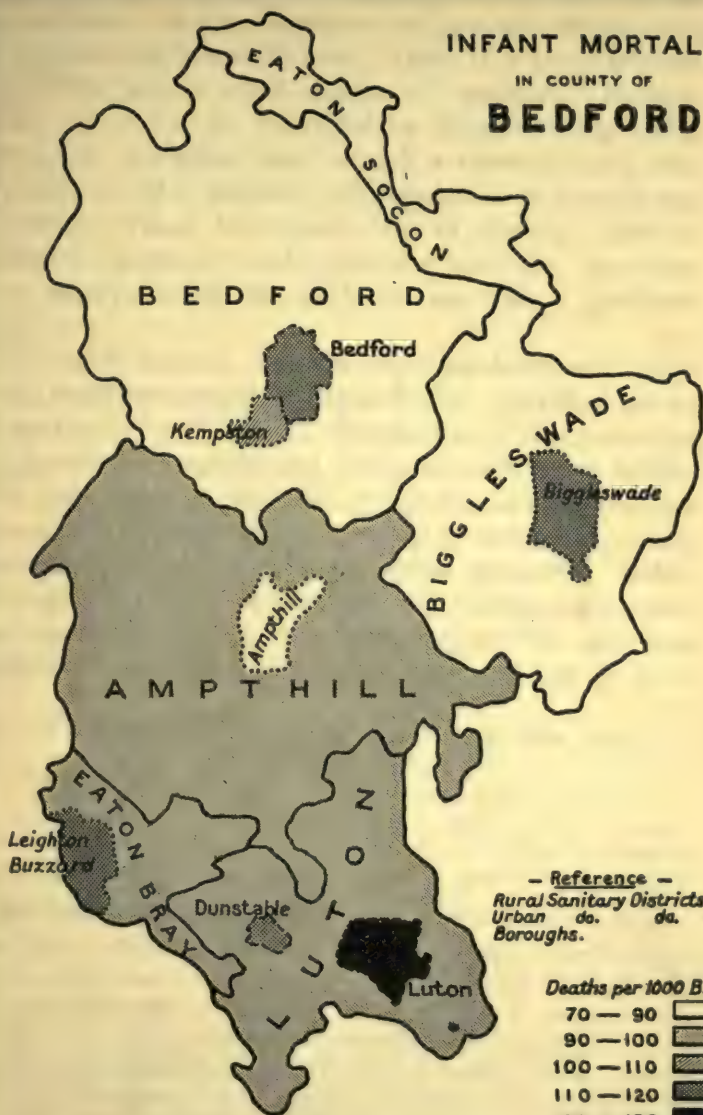 INFANT MORTAL
IN COUNTY OF
BEDFORD
EATON SOCON
BEDFORD
Bedford
Kempston
BIGGLESWADE
Biggleswade
Ampthill
AMPTHILL
EATON BRAY
Leighton
Buzzard
Dunstable
LUTON
Luton
- Reference -
Rural Sanitary Districts
Urban do. do.
Boroughs.
Deaths per 1000 B
70 - 90
90 - 100
100 - 110
110 - 120